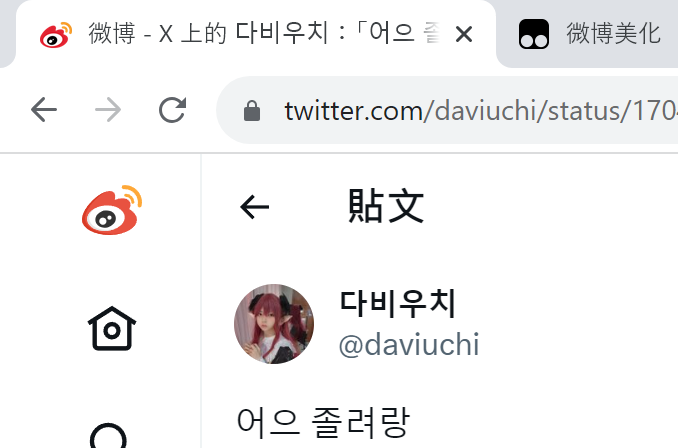 微博 - X 上的 다비우치：「어으 졸
微博美化
twitter.com/daviuchi/status/170
貼文
다비우치
@daviuchi
어으 졸려랑